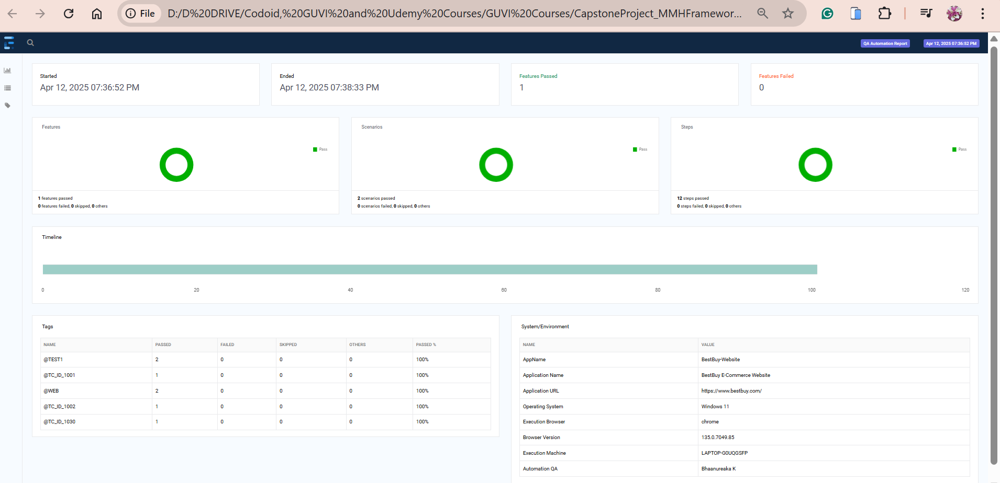 File
D:/D%20DRIVE/Codoid,%20GUVI%20and%20Udemy%20Courses/GUVI%20Courses/CapstoneProject_MMHFramewor...
QA Automation Report
Apr 12, 2025 07:36:52 PM
Started
Apr 12, 2025 07:36:52 PM
Ended
Apr 12, 2025 07:38:33 PM
Features Passed
1
Features Failed
0
Features
Pass
1 features passed
0 features failed, 0 skipped, 0 others
Scenarios
Pass
2 scenarios passed
0 scenarios failed, 0 skipped, 0 others
Steps
Pass
12 steps passed
0 steps failed, 0 skipped, 0 others
Timeline
0 20 40 60 80 100 120
Tags
NAME PASSED FAILED SKIPPED OTHERS PASSED %
@TEST1 2 0 0 0 100%
@TC_ID_1001 1 0 0 0 100%
@WEB 2 0 0 0 100%
@TC_ID_1002 1 0 0 0 100%
@TC_ID_1030 1 0 0 0 100%
System/Environment
NAME VALUE
AppName BestBuy-Website
Application Name BestBuy E-Commerce Website
Application URL https://www.bestbuy.com/
Operating System Windows 11
Execution Browser chrome
Browser Version 135.0.7049.85
Execution Machine LAPTOP-G0UQGSFP
Automation QA Bhaanureaka K